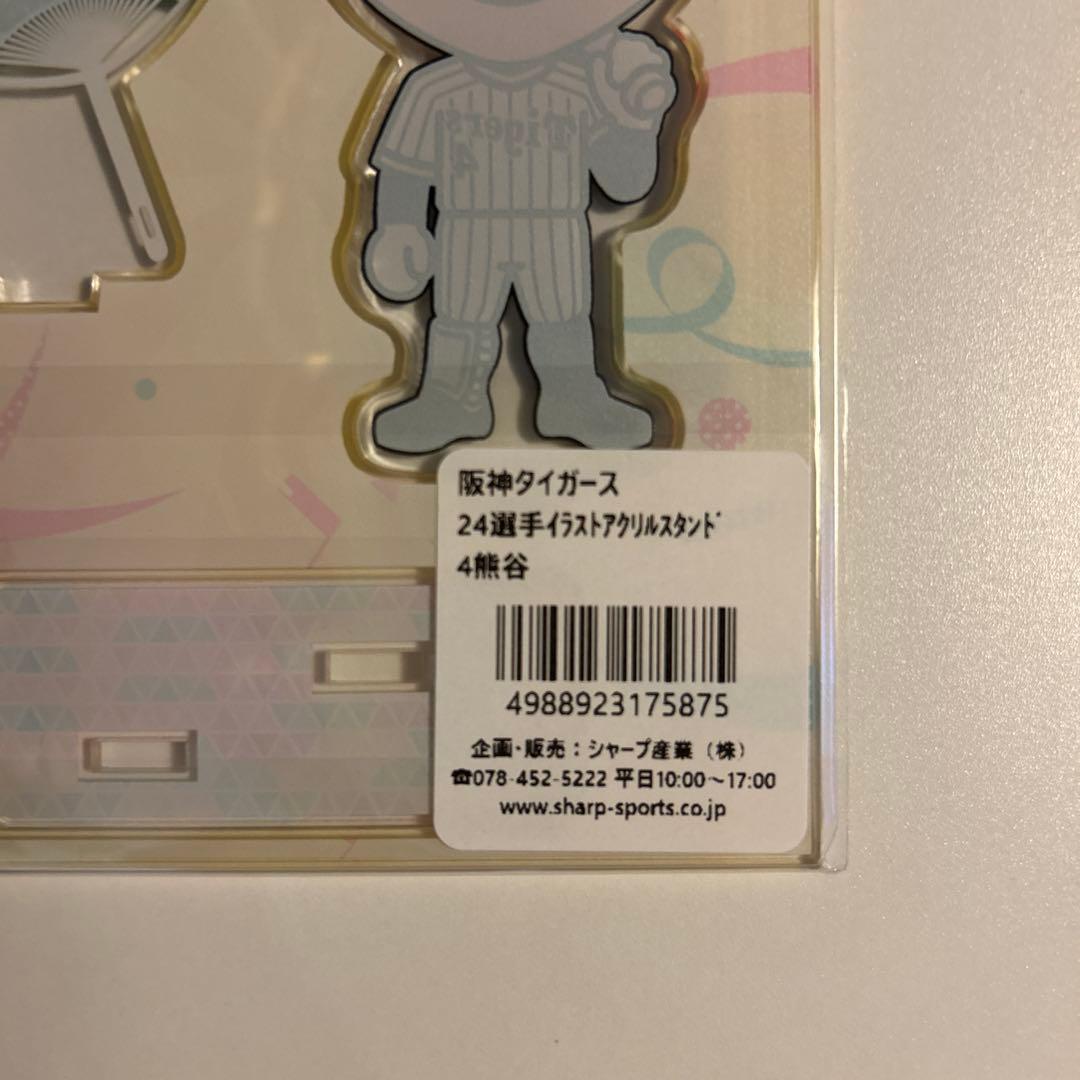 Tigers
4
阪神タイガース
24選手ｲﾗｽﾄｱｸﾘﾙｽﾀﾝﾄﾞ
4熊谷
4988923175875
企画・販売：シャープ産業（株）
☎078-452-5222 平日10:00～17:00
www.sharp-sports.co.jp